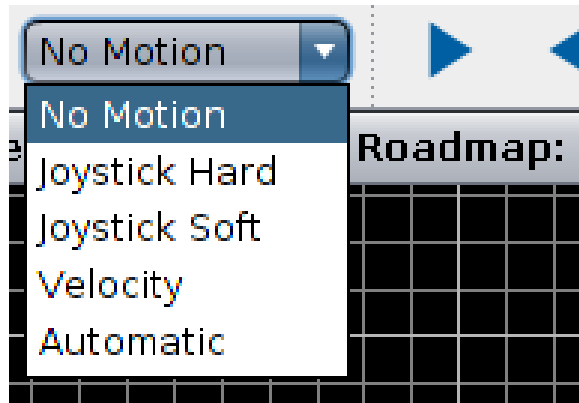 No Motion
No Motion
Joystick Hard
Roadmap:
Joystick Soft
Velocity
Automatic